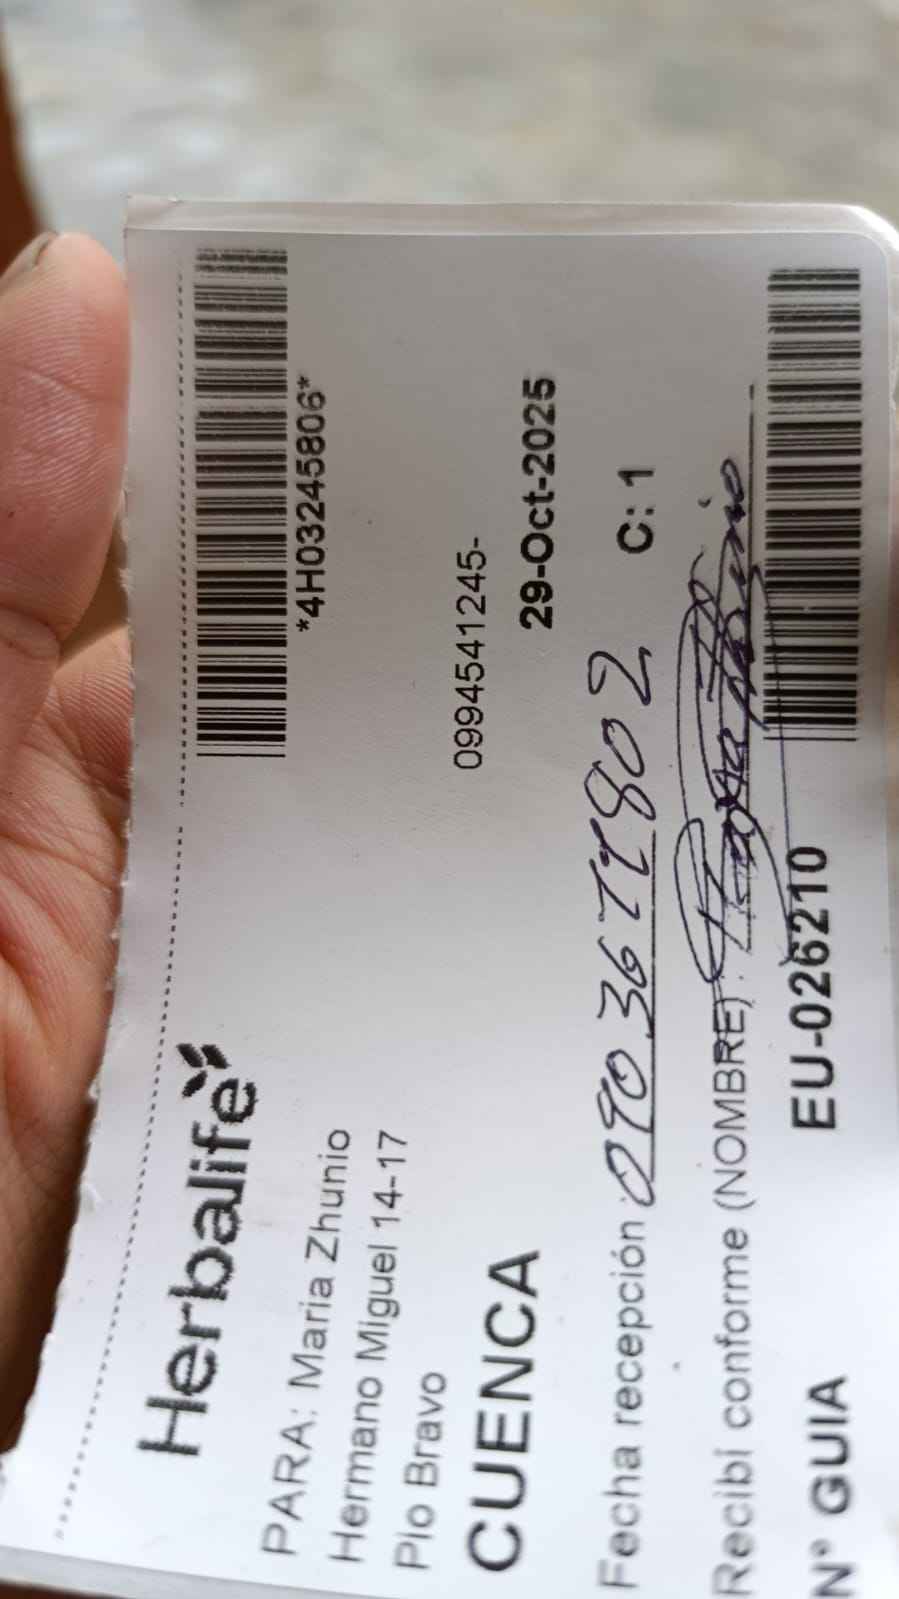 *4H03245806*
Herbalife
PARA: Maria Zhunio
Hermano Miguel 14-17
Pio Bravo
0994541245-
CUENCA
29-Oct-2025
Fecha recepción
C: 1
Recibí conforme (NOMBRE):
N° GUIA
EU-026210